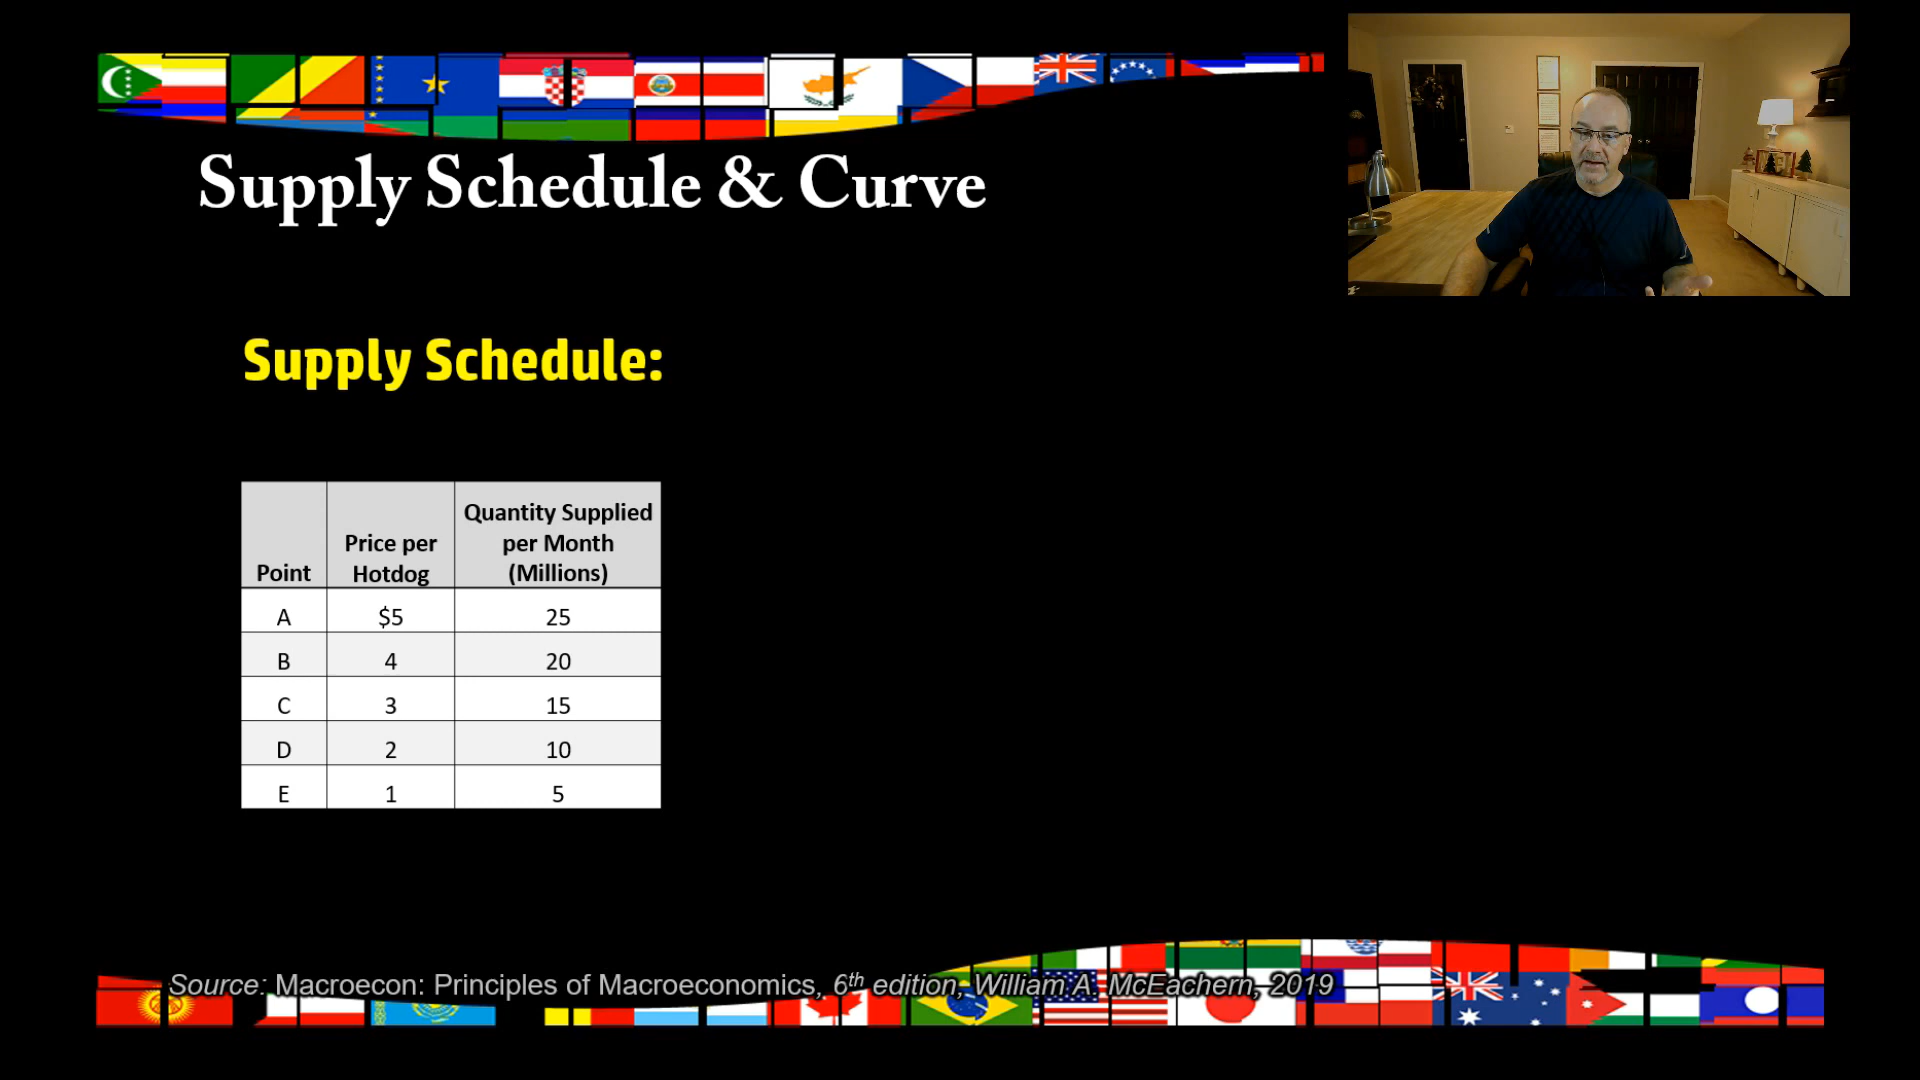 Supply Schedule & Curve
Supply Schedule:
Point
Price per
Hotdog
Quantity Supplied
per Month
(Millions)
A $5 25
B 4 20
C 3 15
D 2 10
E 1 5
Source: Macroecon: Principles of Macroeconomics, 6th edition, William A. McEachern, 2019